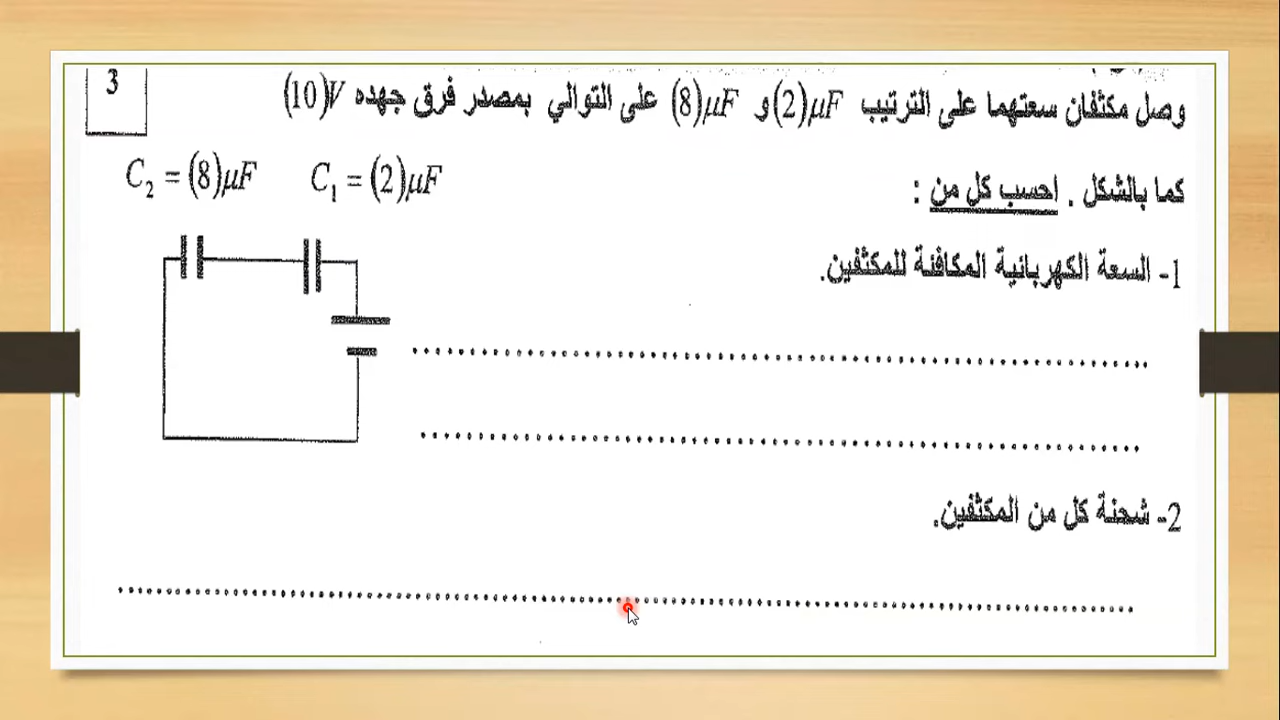 3
وصل مكثفان سعتهما على الترتيب (2)μF و (8)μF على التوالي بمصدر فرق جهده (10)V
كما بالشكل . احسب كل من :
C₂ = (8)μF C₁ = (2)μF
1- السعة الكهربائية المكافئة للمكثفين.
2- شحنة كل من المكثفين.